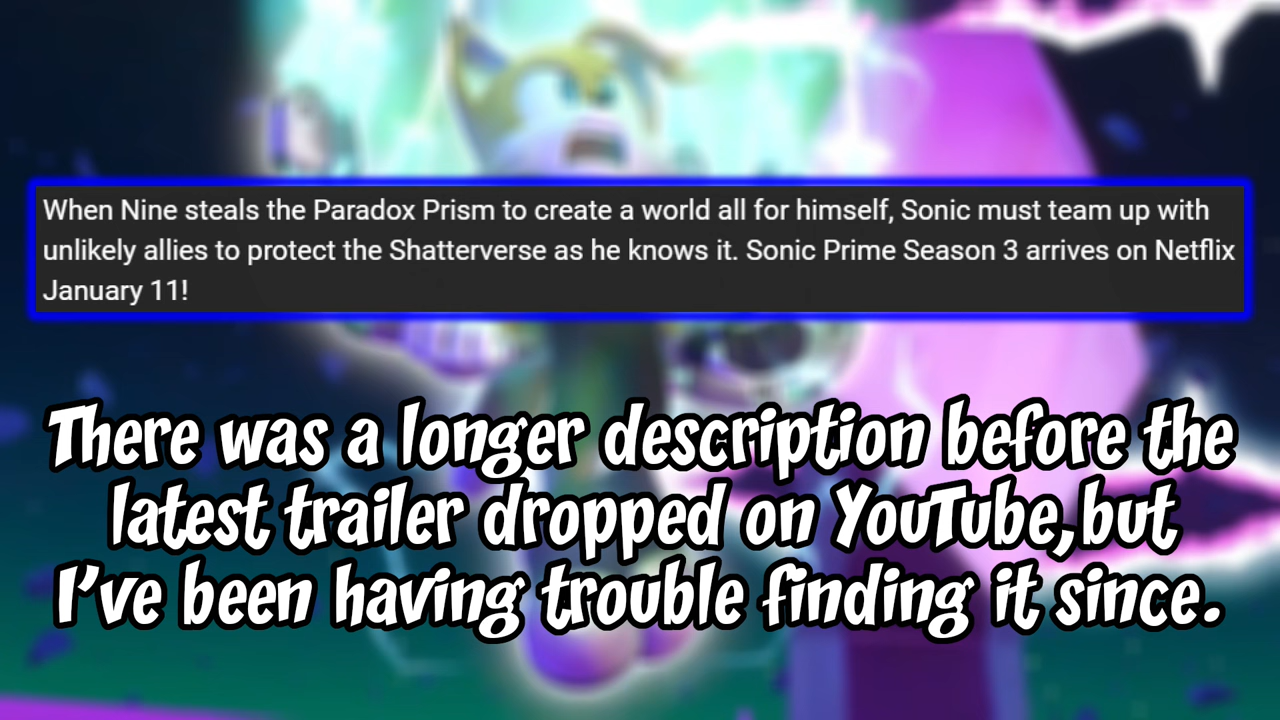 When Nine steals the Paradox Prism to create a world all for himself, Sonic must team up with
unlikely allies to protect the Shatterverse as he knows it. Sonic Prime Season 3 arrives on Netflix
January 11!
There was a longer description before the
latest trailer dropped on YouTube, but
I've been having trouble finding it since.